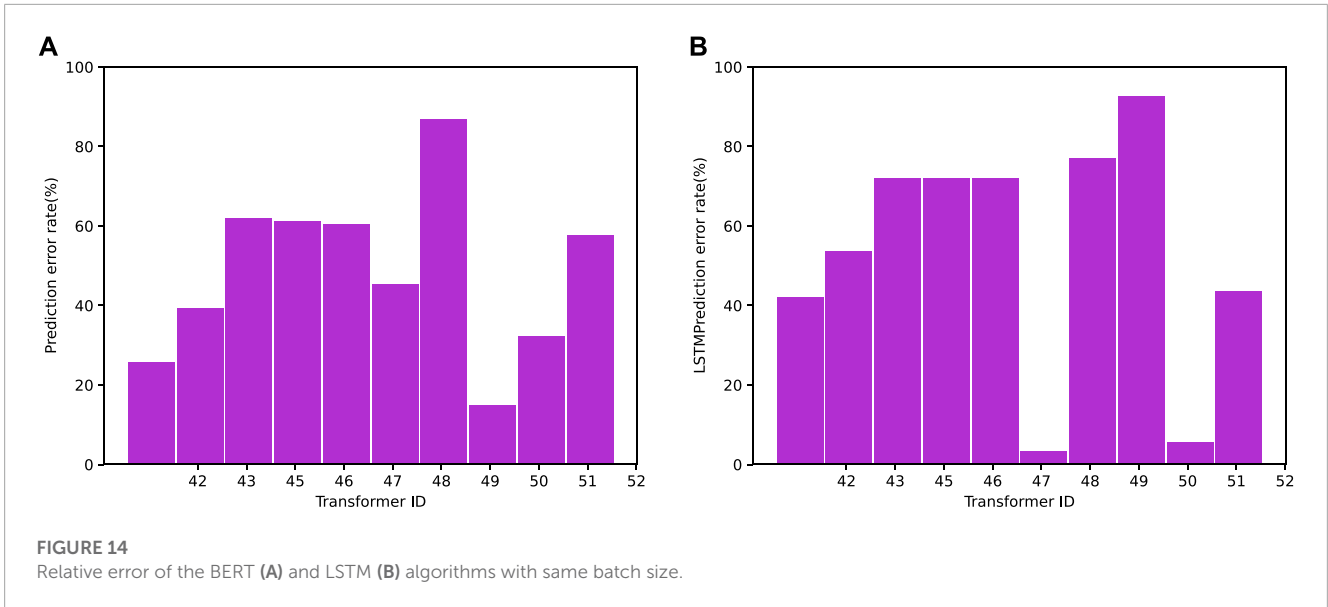 A
100
80
60
40
20
0
Prediction error rate(%)
42 43 45 46 47 48 49 50 51 52
Transformer ID
B
100
80
60
40
20
0
LSTMPrediction error rate(%)
42 43 45 46 47 48 49 50 51 52
Transformer ID
FIGURE 14
Relative error of the BERT (A) and LSTM (B) algorithms with same batch size.